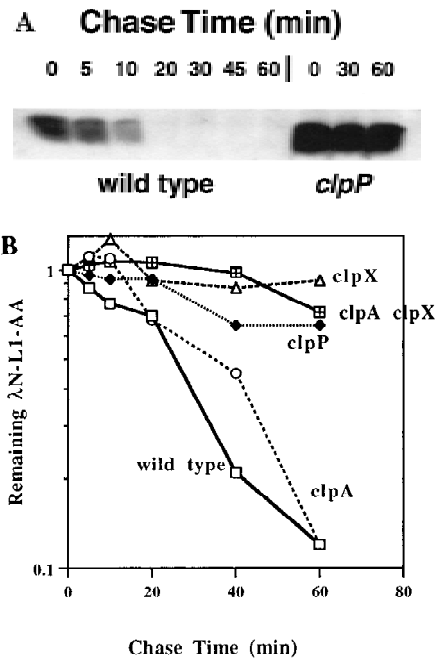 A
Chase Time (min)
0 5 10 20 30 45 60 0 30 60
wild type clpP
B
1
0.1
0 20 40 60 80
Remaining λN-L1-AA
Chase Time (min)
clpX
clpA clpX
clpP
wild type
clpA